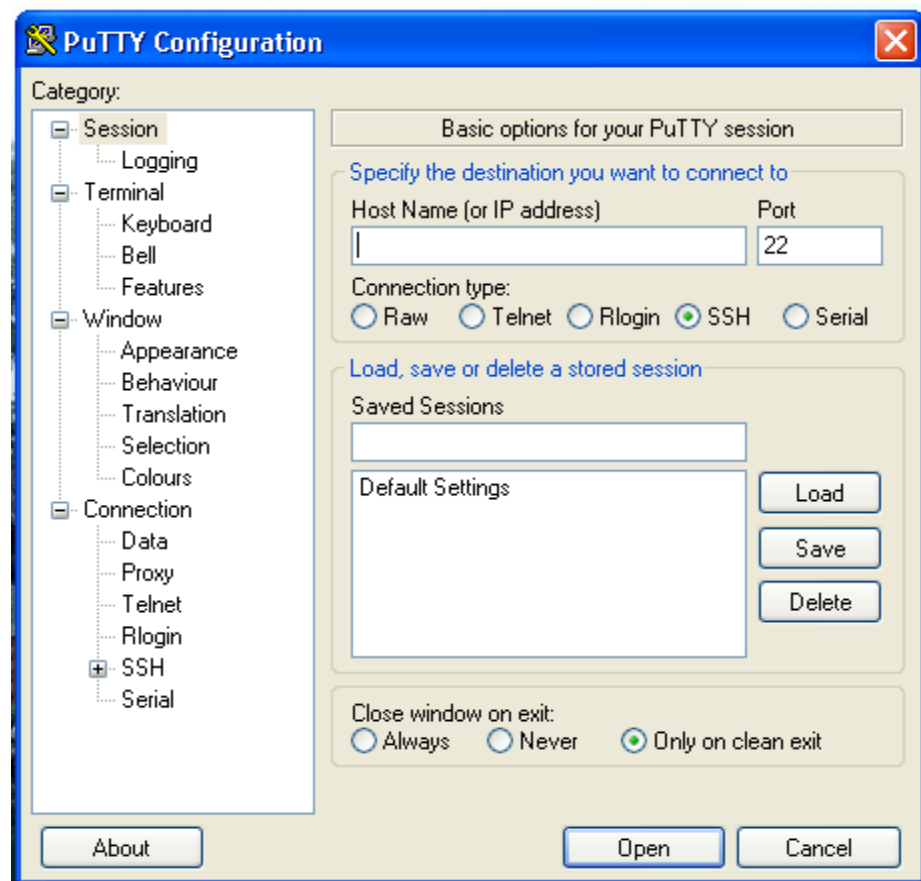 PuTTY Configuration
Category:
Session
Logging
Terminal
Keyboard
Bell
Features
Window
Appearance
Behaviour
Translation
Selection
Colours
Connection
Data
Proxy
Telnet
Rlogin
SSH
Serial
Basic options for your PuTTY session
Specify the destination you want to connect to
Host Name (or IP address) Port
22
Connection type:
Raw Telnet Rlogin SSH Serial
Load, save or delete a stored session
Saved Sessions
Default Settings
Load
Save
Delete
Close window on exit:
Always Never Only on clean exit
About Open Cancel